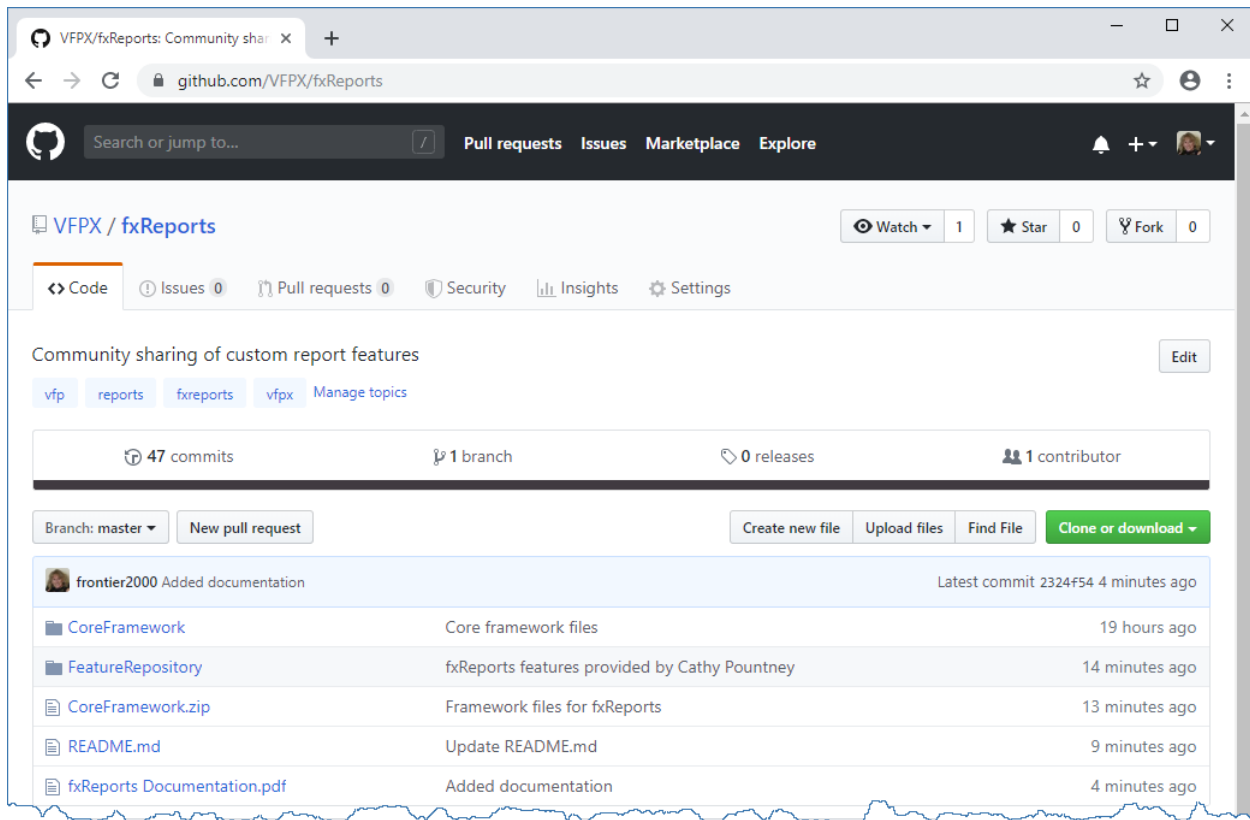 VFPX/fxReports: Community shar
github.com/VFPX/fxReports
Search or jump to... / Pull requests Issues Marketplace Explore
VFPX / fxReports Watch 1 Star 0 Fork 0
Code Issues 0 Pull requests 0 Security Insights Settings
Community sharing of custom report features Edit
vfp reports fxreports vfpx Manage topics
47 commits 1 branch 0 releases 1 contributor
Branch: master New pull request Create new file Upload files Find File Clone or download
frontier2000 Added documentation Latest commit 2324f54 4 minutes ago
CoreFramework Core framework files 19 hours ago
FeatureRepository fxReports features provided by Cathy Pountney 14 minutes ago
CoreFramework.zip Framework files for fxReports 13 minutes ago
README.md Update README.md 9 minutes ago
fxReports Documentation.pdf Added documentation 4 minutes ago